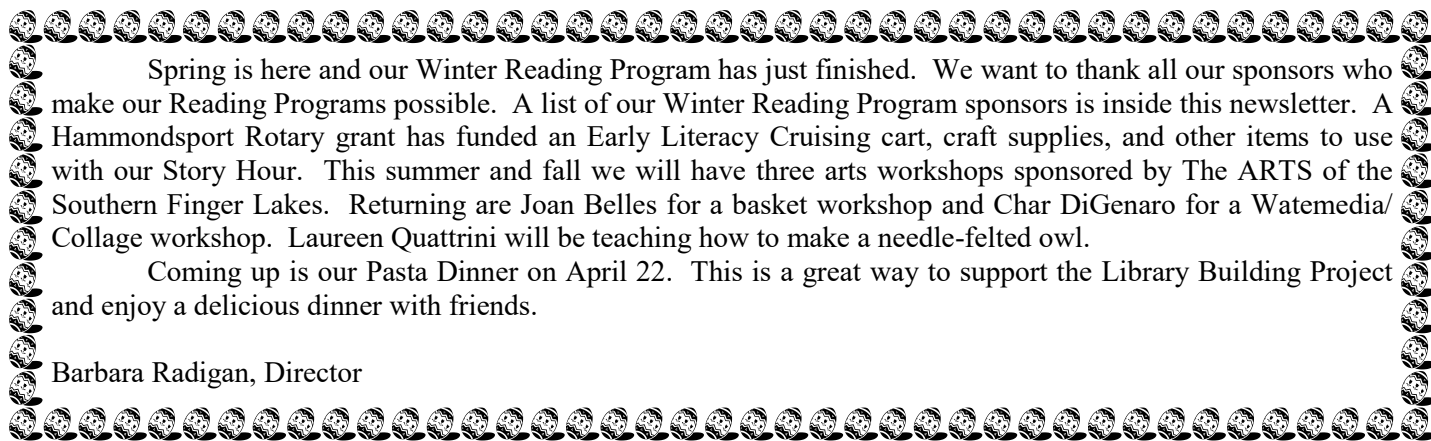 Spring is here and our Winter Reading Program has just finished. We want to thank all our sponsors who
make our Reading Programs possible. A list of our Winter Reading Program sponsors is inside this newsletter. A
Hammondsport Rotary grant has funded an Early Literacy Cruising cart, craft supplies, and other items to use
with our Story Hour. This summer and fall we will have three arts workshops sponsored by The ARTS of the
Southern Finger Lakes. Returning are Joan Belles for a basket workshop and Char DiGenaro for a Watemedia/
Collage workshop. Laureen Quattrini will be teaching how to make a needle-felted owl.
Coming up is our Pasta Dinner on April 22. This is a great way to support the Library Building Project
and enjoy a delicious dinner with friends.
Barbara Radigan, Director